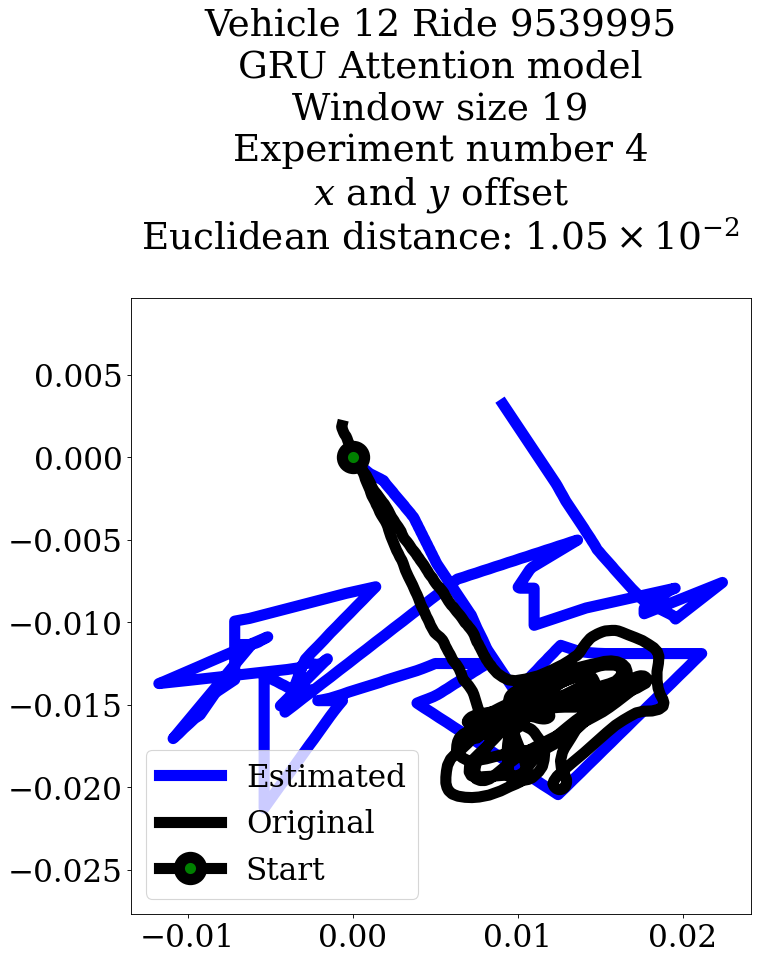 Vehicle 12 Ride 9539995
GRU Attention model
Window size 19
Experiment number 4
x and y offset
Euclidean distance: 1.05 × 10⁻²
0.005
0.000
−0.005
−0.010
−0.015
−0.020
−0.025
Estimated
Original
Start
−0.01 0.00 0.01 0.02